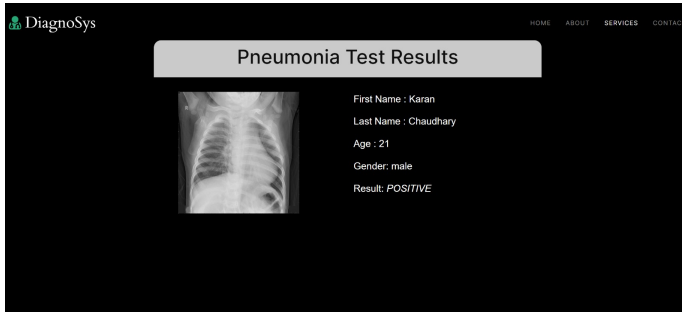 DiagnoSys
HOME ABOUT SERVICES CONTAC
Pneumonia Test Results
First Name : Karan
Last Name : Chaudhary
Age : 21
Gender: male
Result: POSITIVE